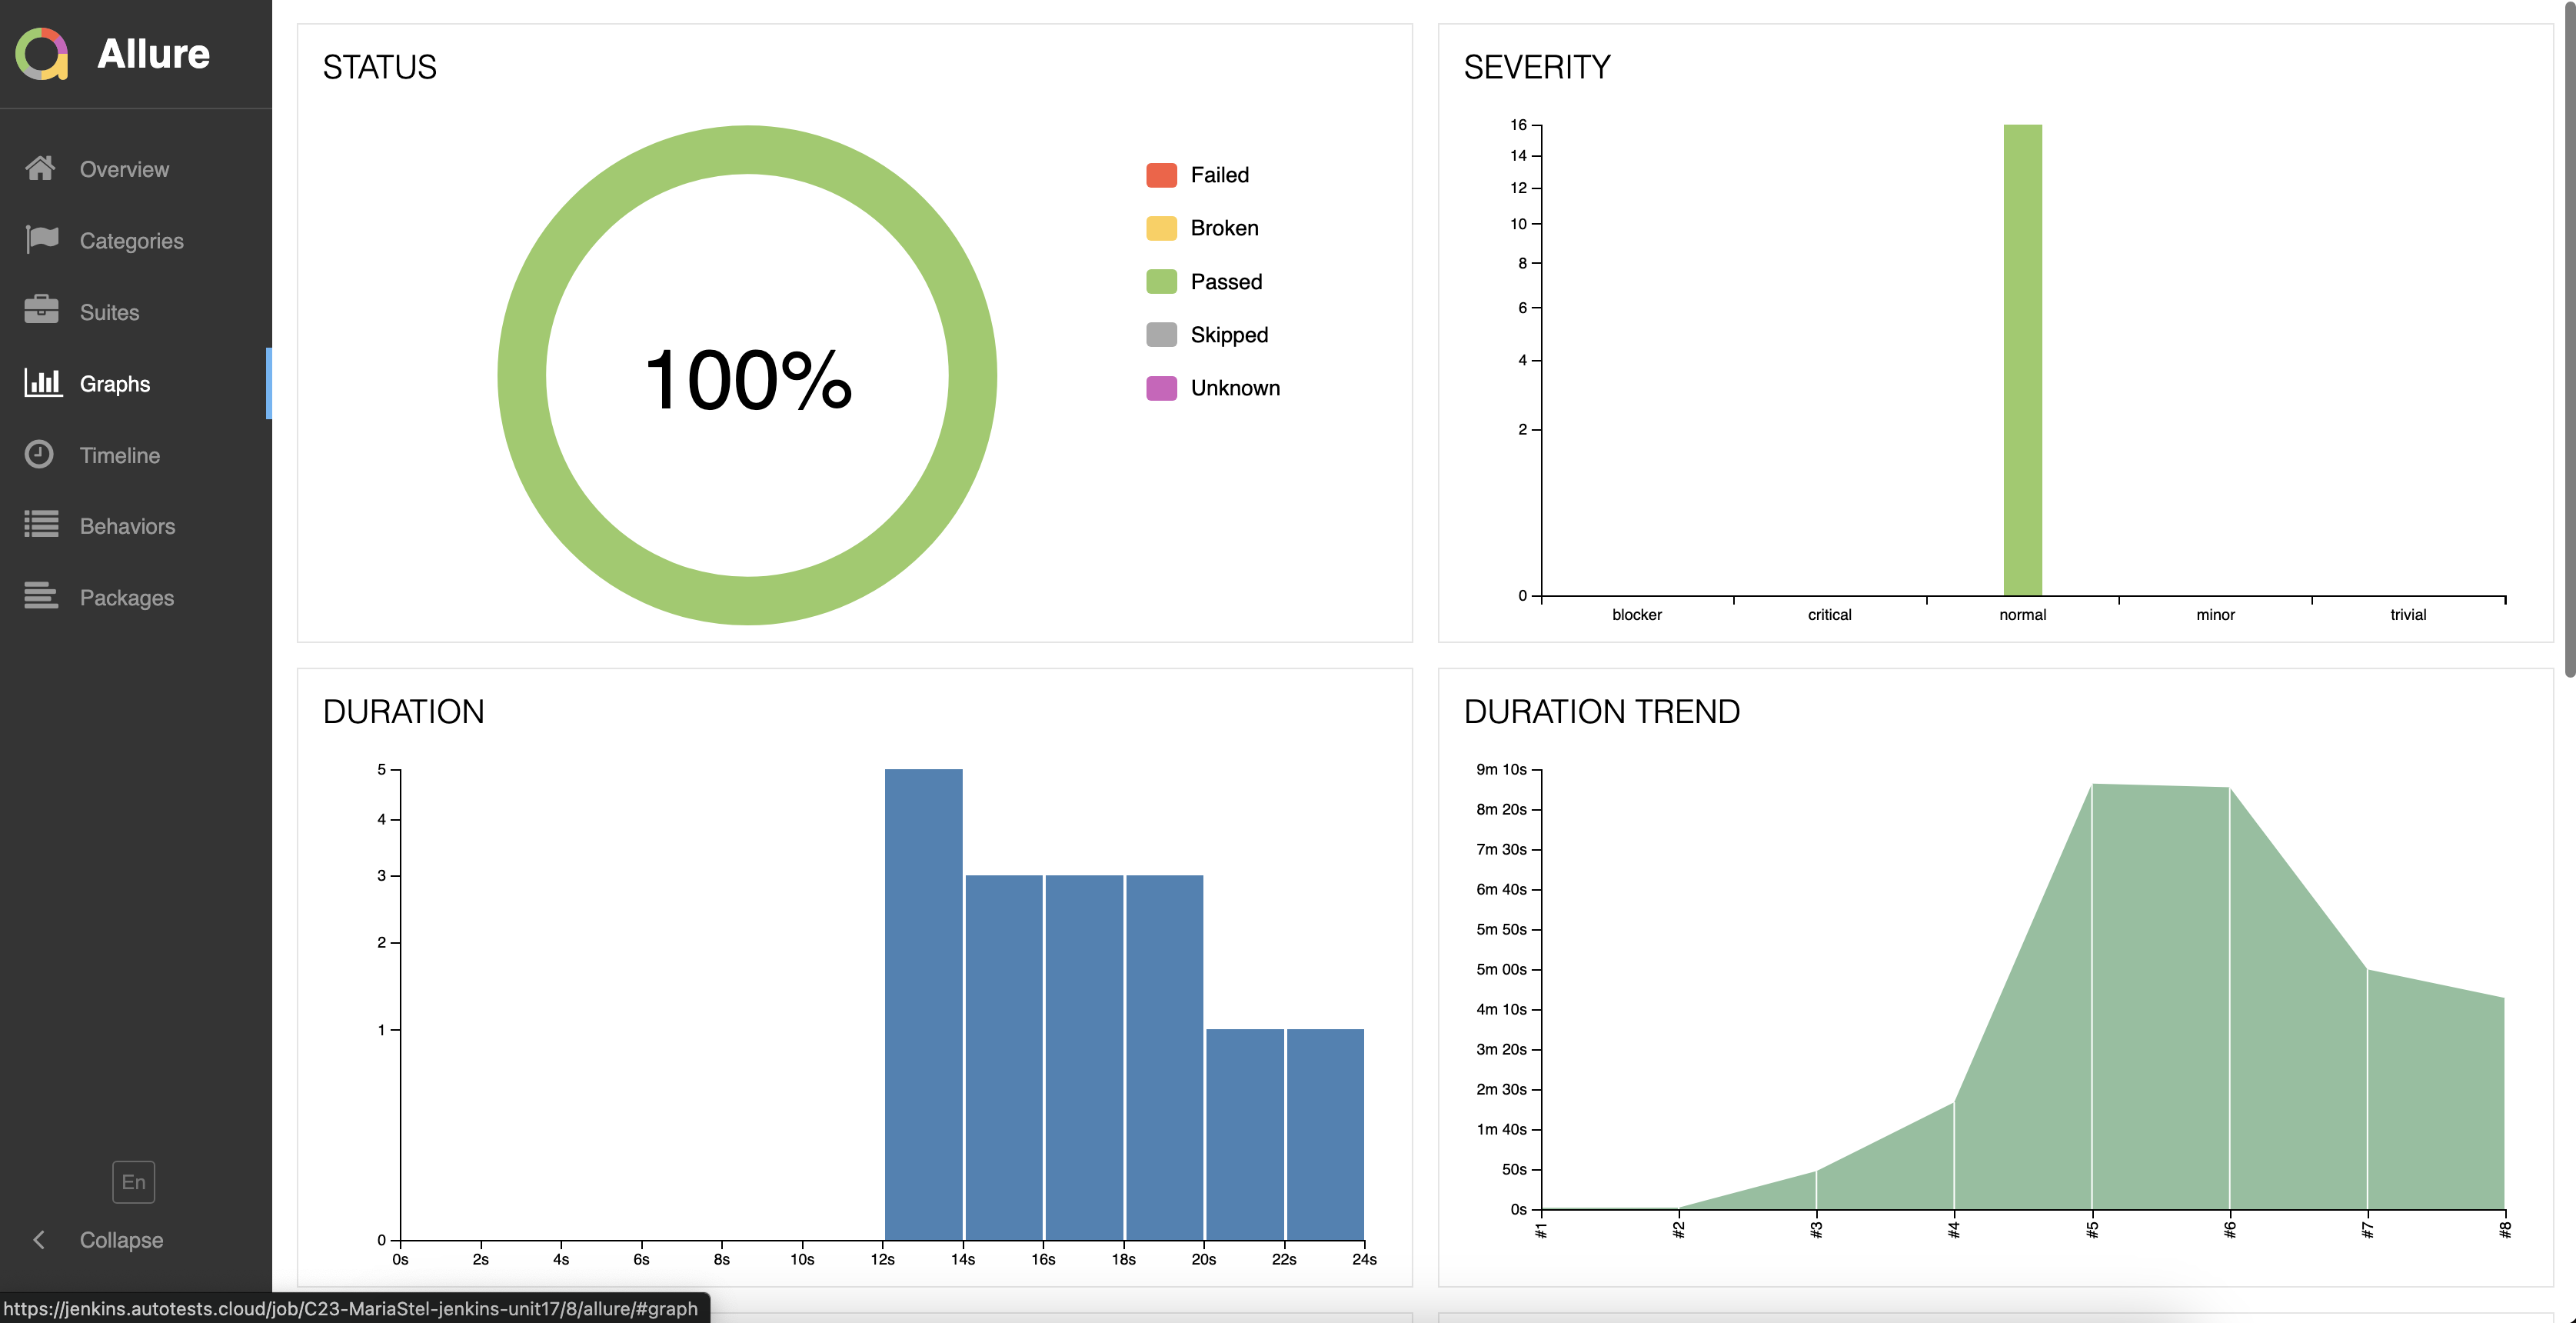 Allure
Overview
Categories
Suites
Graphs
Timeline
Behaviors
Packages
En
Collapse
https://jenkins.autotests.cloud/job/C23-MariaStel-jenkins-unit17/8/allure/#graph
STATUS
100%
Failed
Broken
Passed
Skipped
Unknown
SEVERITY
16
14
12
10
8
6
4
2
0
blocker critical normal minor trivial
DURATION
5
4
3
2
1
0
0s 2s 4s 6s 8s 10s 12s 14s 16s 18s 20s 22s 24s
DURATION TREND
9m 10s
8m 20s
7m 30s
6m 40s
5m 50s
5m 00s
4m 10s
3m 20s
2m 30s
1m 40s
50s
0s
#1 #2 #3 #4 #5 #6 #7 #8